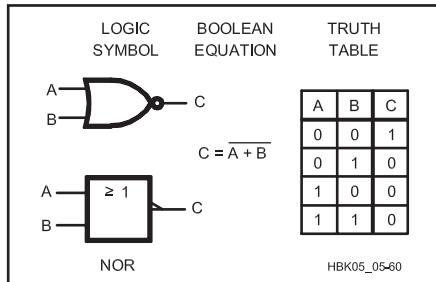 LOGIC SYMBOL
BOOLEAN EQUATION
TRUTH TABLE
A
B
C
C = \overline{A + B}
A
B
≥ 1
C
NOR
A B C
0 0 1
0 1 0
1 0 0
1 1 0
HBK05_05-60